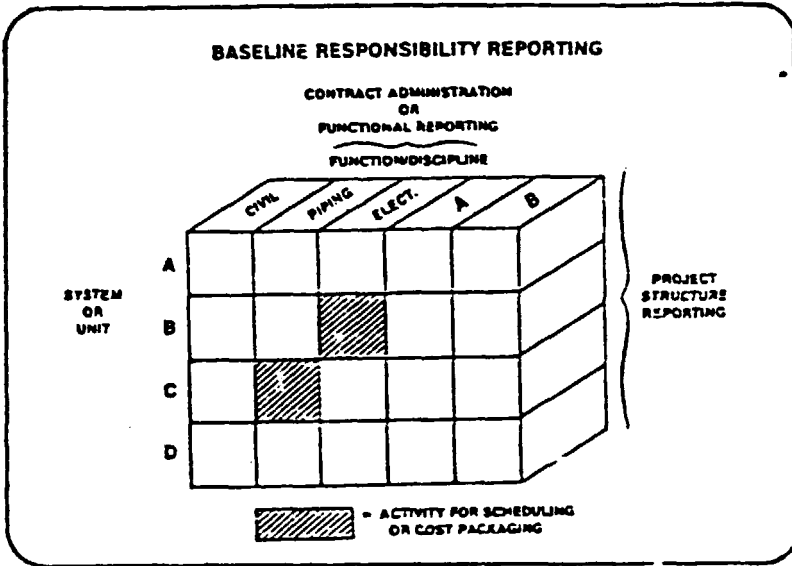 BASELINE RESPONSIBILITY REPORTING
CONTRACT ADMINISTRATION
OR
FUNCTIONAL REPORTING
FUNCTION/DISCIPLINE
CIVIL
PIPING
ELECT.
A
B
A
SYSTEM
OR
UNIT
B
C
D
PROJECT
STRUCTURE
REPORTING
= ACTIVITY FOR SCHEDULING
OR COST PACKAGING